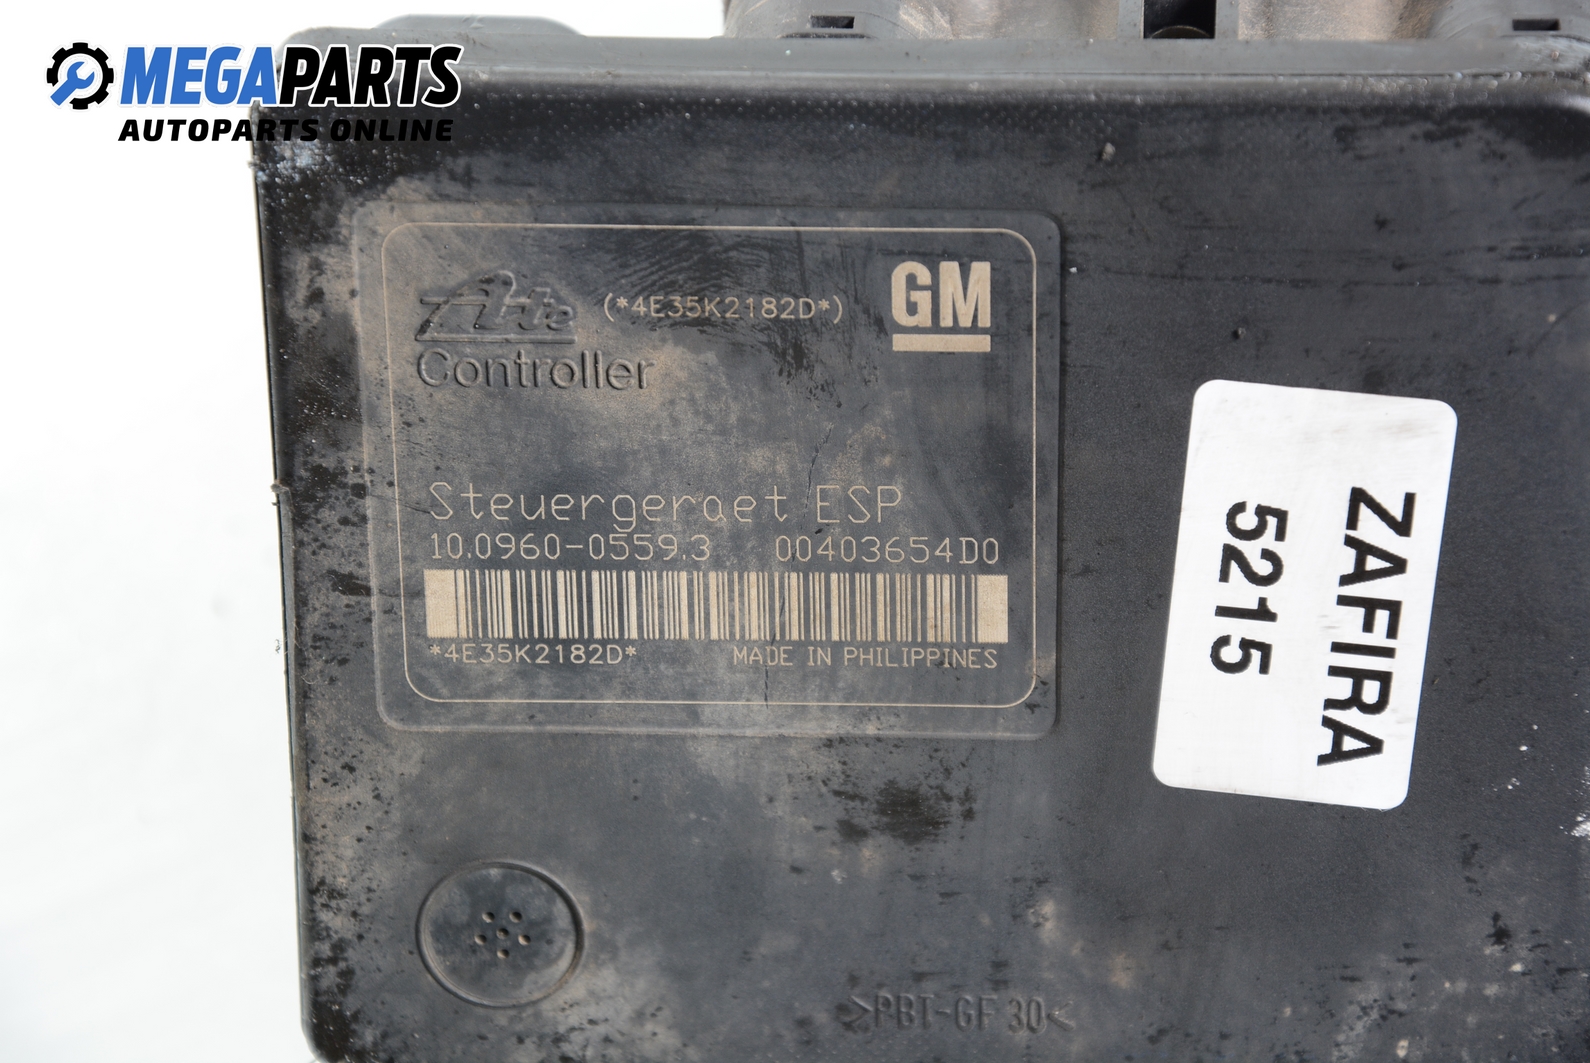 MEGAPARTS
AUTOPARTS ONLINE
Ate
(*4E35K2182D*)
GM
Controller
Steuergeraet ESP
10.0960-0559.3 00403654D0
*4E35K2182D* MADE IN PHILIPPINES
ZAFIRA
5215
>PBT-GF 30<